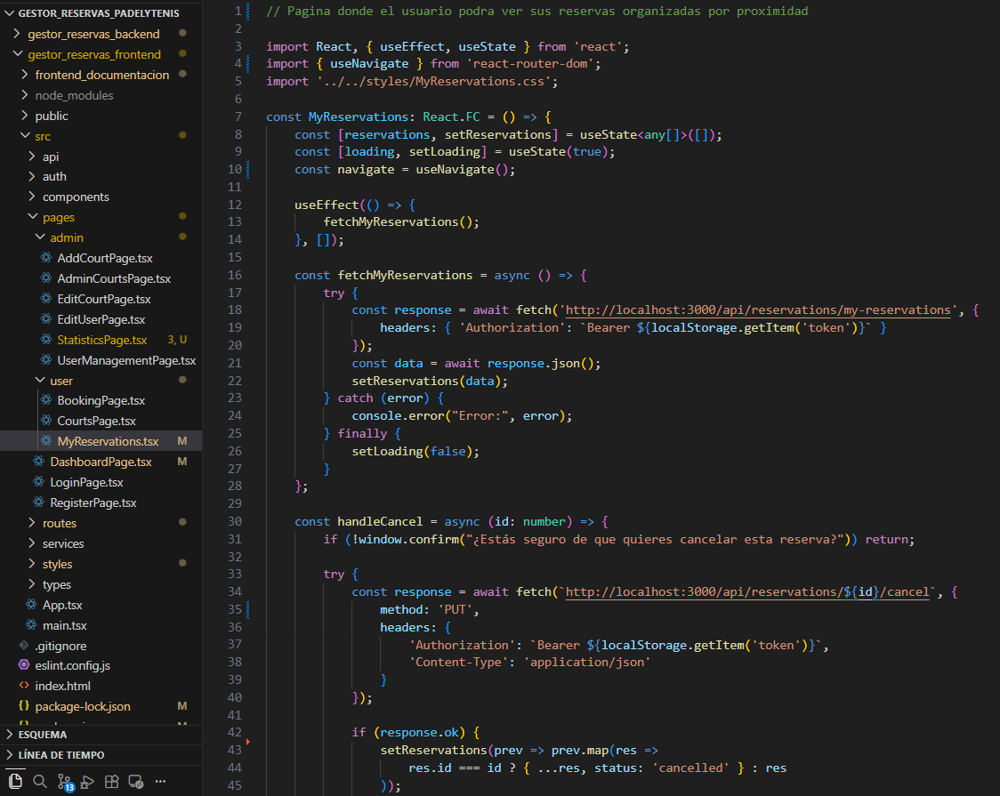 GESTOR_RESERVAS_PADELYTENIS
gestor_reservas_backend
gestor_reservas_frontend
frontend_documentacion
node_modules
public
src
api
auth
components
pages
admin
AddCourtPage.tsx
AdminCourtsPage.tsx
EditCourtPage.tsx
EditUserPage.tsx
StatisticsPage.tsx 3, U
UserManagementPage.tsx
user
BookingPage.tsx
CourtsPage.tsx
MyReservations.tsx M
DashboardPage.tsx M
LoginPage.tsx
RegisterPage.tsx
routes
services
styles
types
App.tsx
main.tsx
.gitignore
eslint.config.js
index.html
package-lock.json M
ESQUEMA
LÍNEA DE TIEMPO
13
1 // Pagina donde el usuario podra ver sus reservas organizadas por proximidad
2
3 import React, { useEffect, useState } from 'react';
4 import { useNavigate } from 'react-router-dom';
5 import '../../styles/MyReservations.css';
6
7 const MyReservations: React.FC = () => {
8 const [reservations, setReservations] = useState<any[]>([]);
9 const [loading, setLoading] = useState(true);
10 const navigate = useNavigate();
11
12 useEffect(() => {
13 fetchMyReservations();
14 }, []);
15
16 const fetchMyReservations = async () => {
17 try {
18 const response = await fetch('http://localhost:3000/api/reservations/my-reservations', {
19 headers: { 'Authorization': `Bearer ${localStorage.getItem('token')}` }
20 });
21 const data = await response.json();
22 setReservations(data);
23 } catch (error) {
24 console.error("Error:", error);
25 } finally {
26 setLoading(false);
27 }
28 };
29
30 const handleCancel = async (id: number) => {
31 if (!window.confirm("¿Estás seguro de que quieres cancelar esta reserva?")) return;
32
33 try {
34 const response = await fetch(`http://localhost:3000/api/reservations/${id}/cancel`, {
35 method: 'PUT',
36 headers: {
37 'Authorization': `Bearer ${localStorage.getItem('token')}`,
38 'Content-Type': 'application/json'
39 }
40 });
41
42 if (response.ok) {
43 setReservations(prev => prev.map(res =>
44 res.id === id ? { ...res, status: 'cancelled' } : res
45 ));